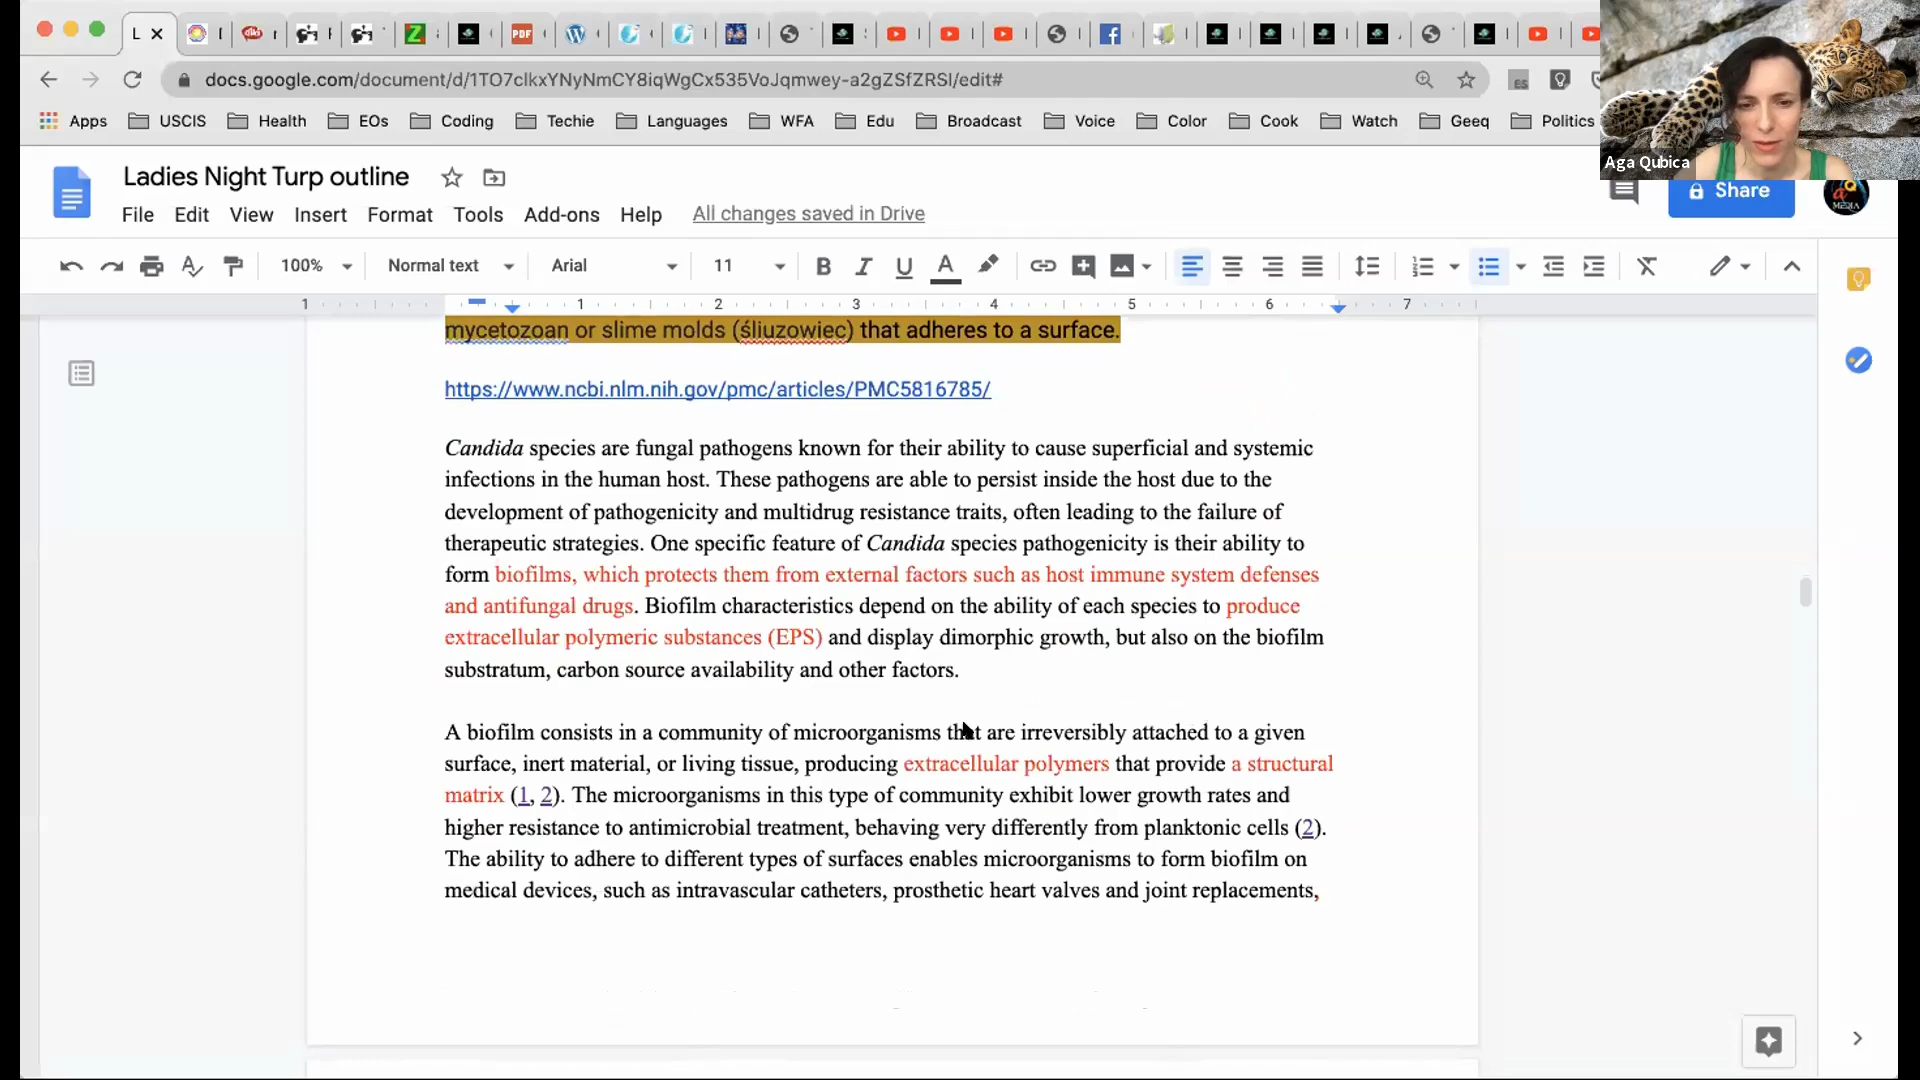 L
PDF
docs.google.com/document/d/1TO7clkxYNyNmCY8iqWgCx535VoJqmwey-a2gZSfZRSI/edit#
ES
Apps USCIS Health EOs Coding Techie Languages WFA Edu Broadcast Voice Color Cook Watch Geeq Politics
Aga Qubica
Ladies Night Turp outline
File Edit View Insert Format Tools Add-ons Help All changes saved in Drive
Share
100% Normal text Arial 11
1 1 2 3 4 5 6 7
mycetozoan or slime molds (śliuzowiec) that adheres to a surface.
https://www.ncbi.nlm.nih.gov/pmc/articles/PMC5816785/
Candida species are fungal pathogens known for their ability to cause superficial and systemic
infections in the human host. These pathogens are able to persist inside the host due to the
development of pathogenicity and multidrug resistance traits, often leading to the failure of
therapeutic strategies. One specific feature of Candida species pathogenicity is their ability to
form biofilms, which protects them from external factors such as host immune system defenses
and antifungal drugs. Biofilm characteristics depend on the ability of each species to produce
extracellular polymeric substances (EPS) and display dimorphic growth, but also on the biofilm
substratum, carbon source availability and other factors.
A biofilm consists in a community of microorganisms that are irreversibly attached to a given
surface, inert material, or living tissue, producing extracellular polymers that provide a structural
matrix (1, 2). The microorganisms in this type of community exhibit lower growth rates and
higher resistance to antimicrobial treatment, behaving very differently from planktonic cells (2).
The ability to adhere to different types of surfaces enables microorganisms to form biofilm on
medical devices, such as intravascular catheters, prosthetic heart valves and joint replacements,